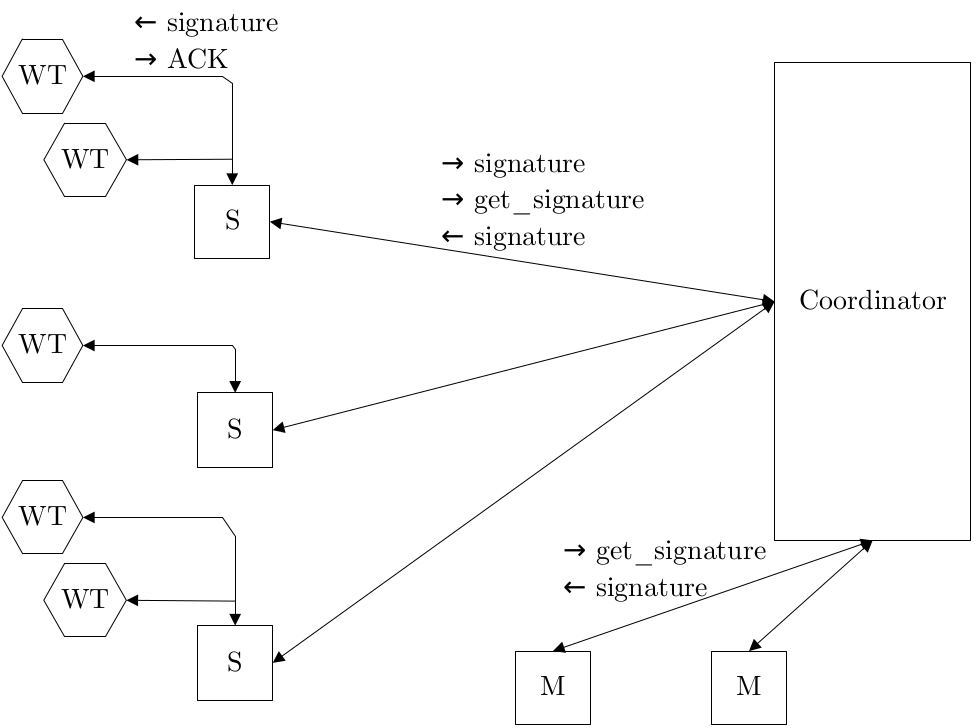 ← signature
→ ACK
WT
WT
→ signature
→ get_signature
← signature
S
Coordinator
WT
S
WT
→ get_signature
← signature
WT
S
M
M